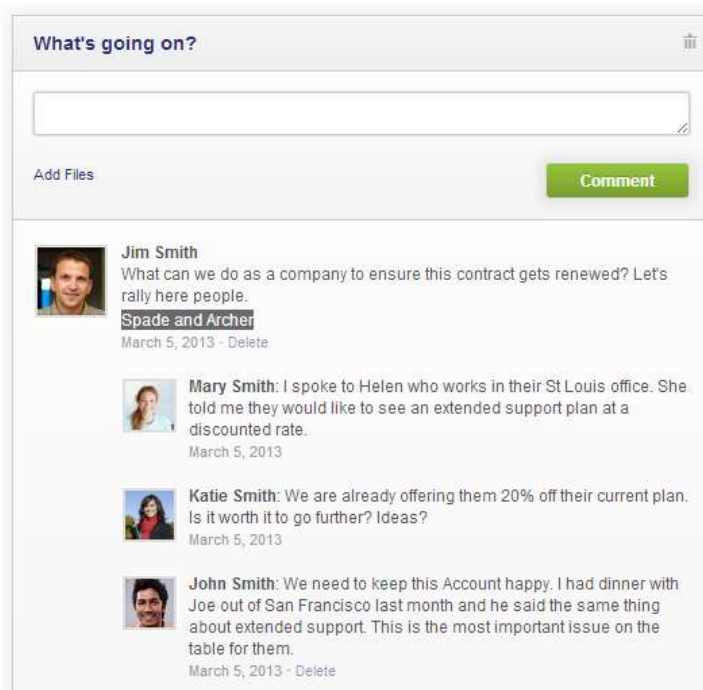 What's going on?
Add Files
Comment
Jim Smith
What can we do as a company to ensure this contract gets renewed? Let's
rally here people.
Spade and Archer
March 5, 2013 - Delete
Mary Smith: I spoke to Helen who works in their St Louis office. She
told me they would like to see an extended support plan at a
discounted rate.
March 5, 2013
Katie Smith: We are already offering them 20% off their current plan.
Is it worth it to go further? Ideas?
March 5, 2013
John Smith: We need to keep this Account happy. I had dinner with
Joe out of San Francisco last month and he said the same thing
about extended support. This is the most important issue on the
table for them.
March 5, 2013 - Delete